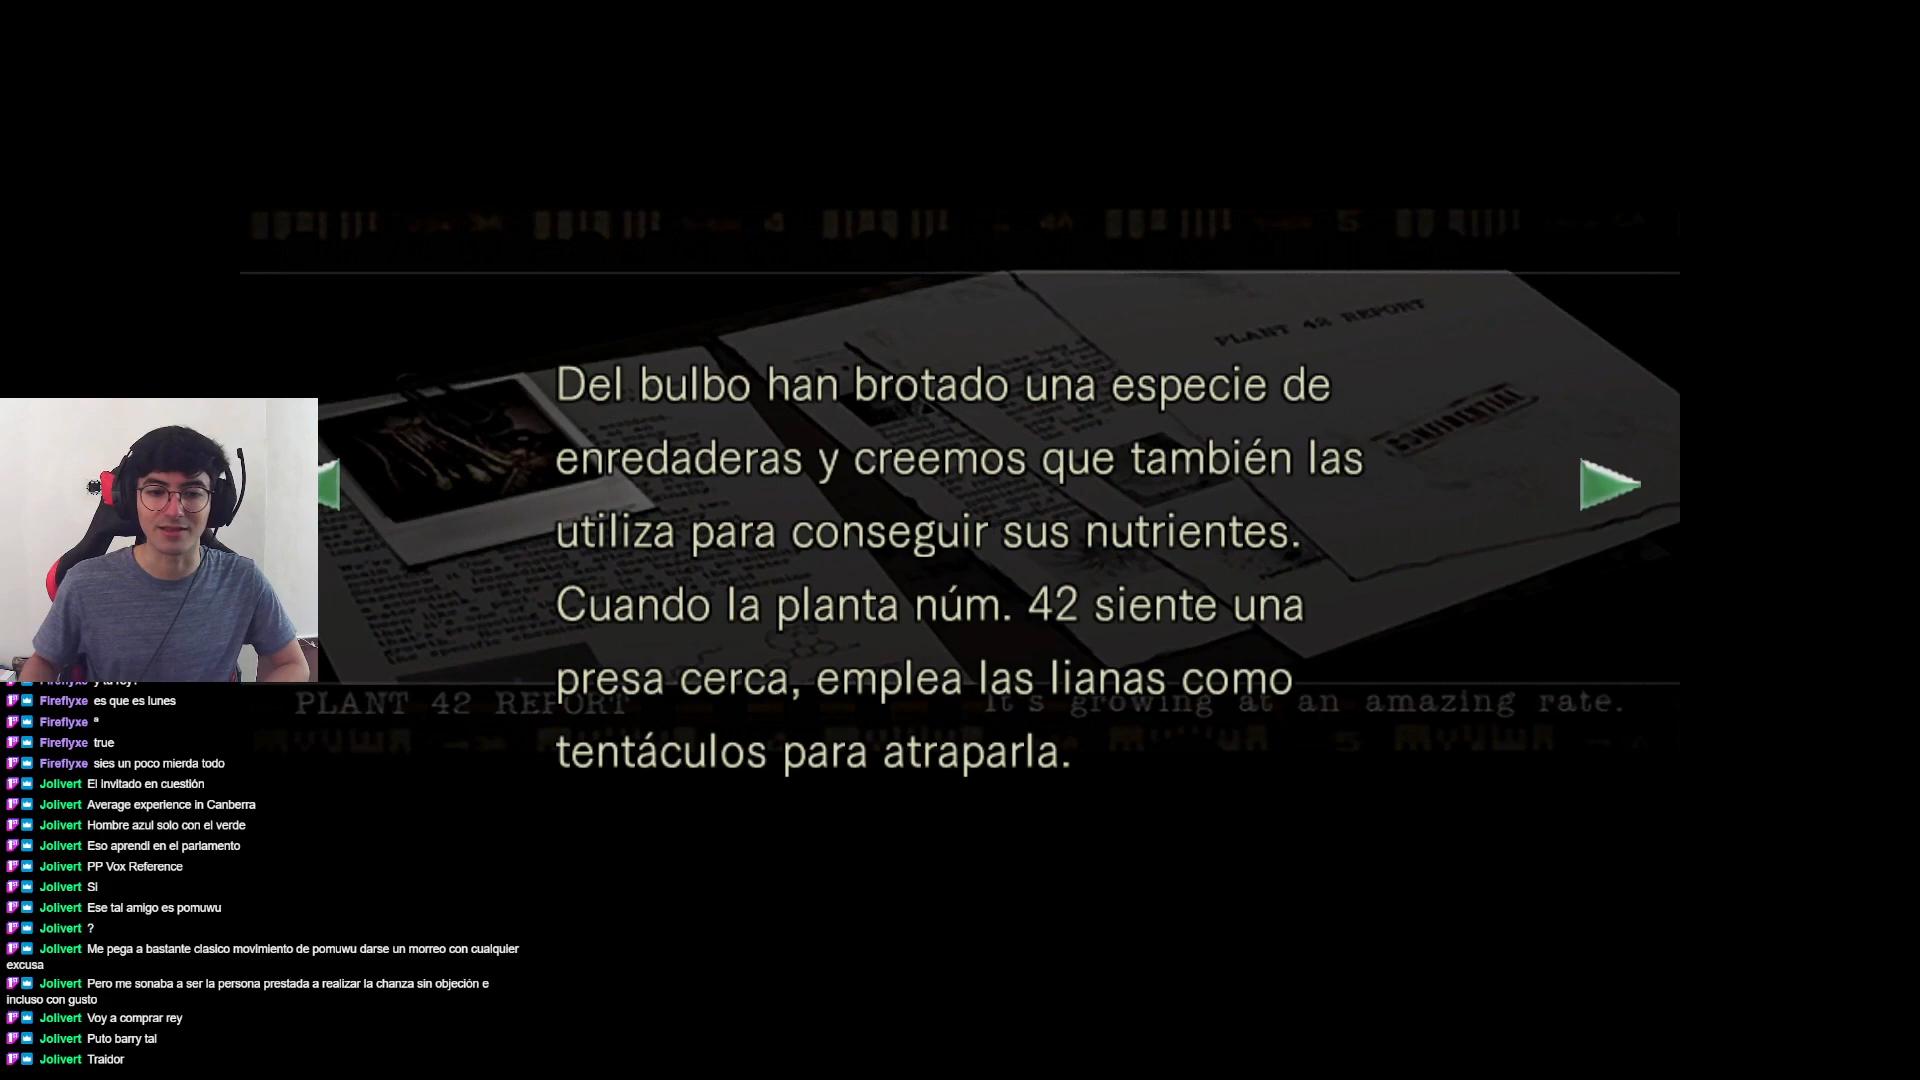 PLANT 42 REPORT
CONFIDENTIAL
Del bulbo han brotado una especie de
enredaderas y creemos que también las
utiliza para conseguir sus nutrientes.
Cuando la planta núm. 42 siente una
presa cerca, emplea las lianas como
tentáculos para atraparla.
PLANT 42 REPORT
It's growing at an amazing rate.
Fireflyxe es que es lunes
Fireflyxe ª
Fireflyxe true
Fireflyxe sies un poco mierda todo
Jolivert El invitado en cuestión
Jolivert Average experience in Canberra
Jolivert Hombre azul solo con el verde
Jolivert Eso aprendi en el parlamento
Jolivert PP Vox Reference
Jolivert SI
Jolivert Ese tal amigo es pomuwu
Jolivert ?
Jolivert Me pega a bastante clasico movimiento de pomuwu darse un morreo con cualquier
excusa
Jolivert Pero me sonaba a ser la persona prestada a realizar la chanza sin objeción e
incluso con gusto
Jolivert Voy a comprar rey
Jolivert Puto barry tal
Jolivert Traidor